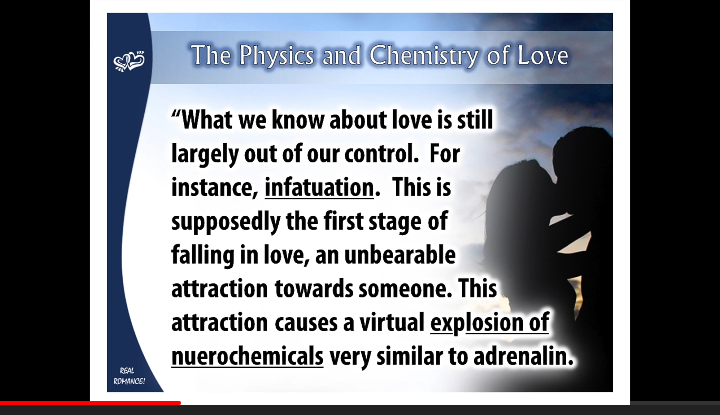 The Physics and Chemistry of Love
“What we know about love is still
largely out of our control.  For
instance, infatuation.  This is
supposedly the first stage of
falling in love, an unbearable
attraction towards someone. This
attraction causes a virtual explosion of
nuerochemicals very similar to adrenalin.
REAL
ROMANCE!